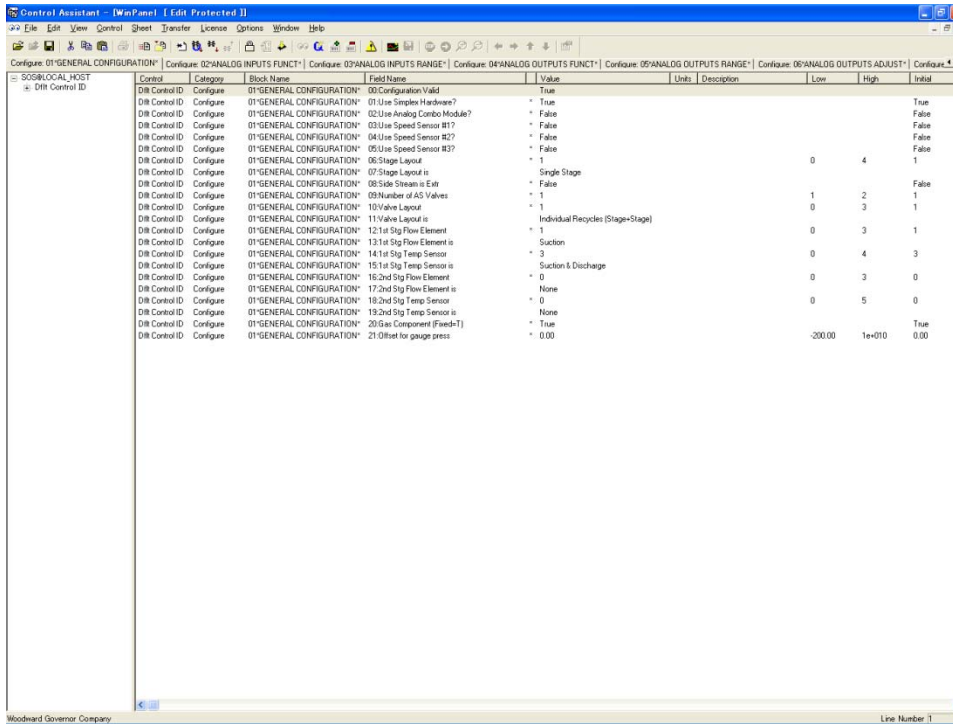 Control Assistant - [WinPanel [ Edit Protected ]]
File Edit View Control Sheet Transfer License Options Window Help
Configure: 01*GENERAL CONFIGURATION* Configure: 02*ANALOG INPUTS FUNCT* Configure: 03*ANALOG INPUTS RANGE* Configure: 04*ANALOG OUTPUTS FUNCT* Configure: 05*ANALOG OUTPUTS RANGE* Configure: 06*ANALOG OUTPUTS ADJUST* Configure
SOS@LOCAL_HOST
Dflt Control ID
Control Category Block Name Field Name Value Units Description Low High Initial
Dflt Control ID Configure 01*GENERAL CONFIGURATION* 00:Configuration Valid True
Dflt Control ID Configure 01*GENERAL CONFIGURATION* 01:Use Simplex Hardware? * True True
Dflt Control ID Configure 01*GENERAL CONFIGURATION* 02:Use Analog Combo Module? * False False
Dflt Control ID Configure 01*GENERAL CONFIGURATION* 03:Use Speed Sensor #1? * False False
Dflt Control ID Configure 01*GENERAL CONFIGURATION* 04:Use Speed Sensor #2? * False False
Dflt Control ID Configure 01*GENERAL CONFIGURATION* 05:Use Speed Sensor #3? * False False
Dflt Control ID Configure 01*GENERAL CONFIGURATION* 06:Stage Layout * 1 0 4 1
Dflt Control ID Configure 01*GENERAL CONFIGURATION* 07:Stage Layout is Single Stage
Dflt Control ID Configure 01*GENERAL CONFIGURATION* 08:Side Stream is Extr * False False
Dflt Control ID Configure 01*GENERAL CONFIGURATION* 09:Number of AS Valves * 1 1 2 1
Dflt Control ID Configure 01*GENERAL CONFIGURATION* 10:Valve Layout * 1 0 3 1
Dflt Control ID Configure 01*GENERAL CONFIGURATION* 11:Valve Layout is Individual Recycles (Stage+Stage)
Dflt Control ID Configure 01*GENERAL CONFIGURATION* 12:1st Stg Flow Element * 1 0 3 1
Dflt Control ID Configure 01*GENERAL CONFIGURATION* 13:1st Stg Flow Element is Suction
Dflt Control ID Configure 01*GENERAL CONFIGURATION* 14:1st Stg Temp Sensor * 3 0 4 3
Dflt Control ID Configure 01*GENERAL CONFIGURATION* 15:1st Stg Temp Sensor is Suction & Discharge
Dflt Control ID Configure 01*GENERAL CONFIGURATION* 16:2nd Stg Flow Element * 0 0 3 0
Dflt Control ID Configure 01*GENERAL CONFIGURATION* 17:2nd Stg Flow Element is None
Dflt Control ID Configure 01*GENERAL CONFIGURATION* 18:2nd Stg Temp Sensor * 0 0 5 0
Dflt Control ID Configure 01*GENERAL CONFIGURATION* 19:2nd Stg Temp Sensor is None
Dflt Control ID Configure 01*GENERAL CONFIGURATION* 20:Gas Component (Fixed=T) * True True
Dflt Control ID Configure 01*GENERAL CONFIGURATION* 21:Offset for gauge press * 0.00 -200.00 1e+010 0.00
Woodward Governor Company Line Number 1